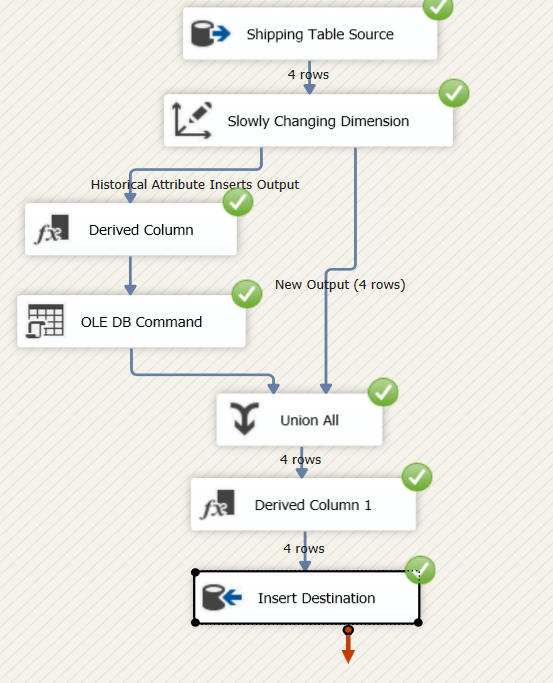 Shipping Table Source
4 rows
Slowly Changing Dimension
Historical Attribute Inserts Output
Derived Column
New Output (4 rows)
OLE DB Command
Union All
4 rows
Derived Column 1
4 rows
Insert Destination